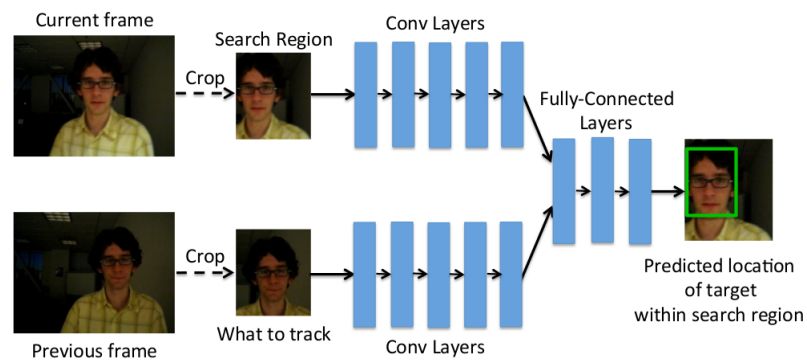 Current frame
Crop
Search Region
Conv Layers
Fully-Connected
Layers
Previous frame
Crop
What to track
Conv Layers
Predicted location
of target
within search region